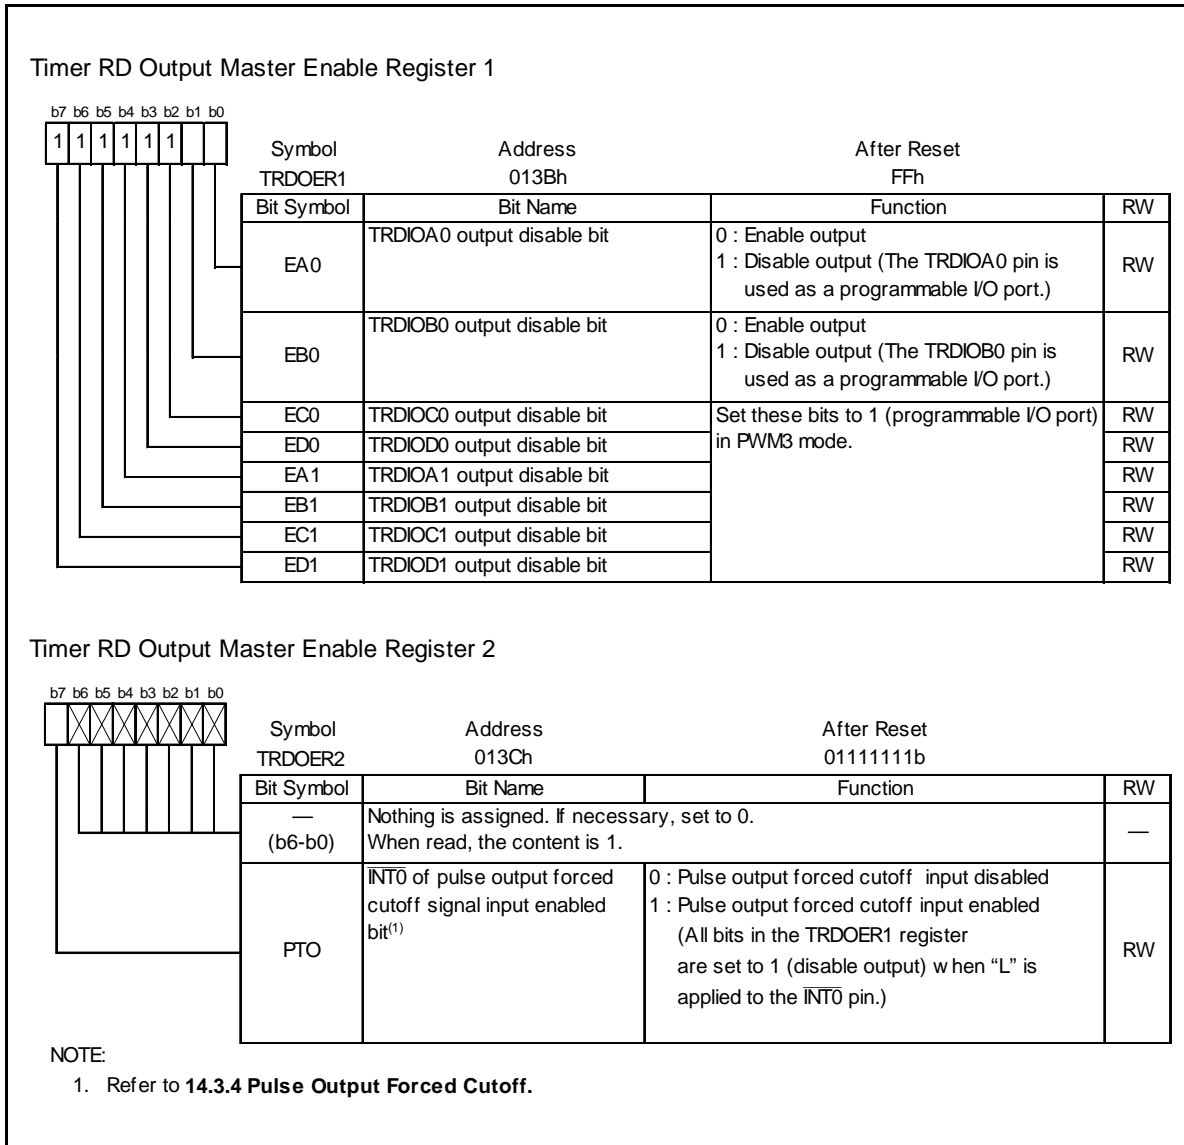 Timer RD Output Master Enable Register 1
b7 b6 b5 b4 b3 b2 b1 b0
1 1 1 1 1 1
Symbol Address After Reset
TRDOER1 013Bh FFh
Bit Symbol Bit Name Function RW
EA0 TRDIOA0 output disable bit 0 : Enable output
1 : Disable output (The TRDIOA0 pin is
used as a programmable I/O port.) RW
EB0 TRDIOB0 output disable bit 0 : Enable output
1 : Disable output (The TRDIOB0 pin is
used as a programmable I/O port.) RW
EC0 TRDIOC0 output disable bit Set these bits to 1 (programmable I/O port) RW
ED0 TRDIOD0 output disable bit in PWM3 mode. RW
EA1 TRDIOA1 output disable bit RW
EB1 TRDIOB1 output disable bit RW
EC1 TRDIOC1 output disable bit RW
ED1 TRDIOD1 output disable bit RW
Timer RD Output Master Enable Register 2
b7 b6 b5 b4 b3 b2 b1 b0
Symbol Address After Reset
TRDOER2 013Ch 01111111b
Bit Symbol Bit Name Function RW
— Nothing is assigned. If necessary, set to 0. —
(b6-b0) When read, the content is 1.
PTO I̅N̅T̅0̅ of pulse output forced 0 : Pulse output forced cutoff input disabled
cutoff signal input enabled 1 : Pulse output forced cutoff input enabled
bit(1) (All bits in the TRDOER1 register
are set to 1 (disable output) when “L” is RW
applied to the I̅N̅T̅0̅ pin.)
NOTE:
1. Refer to 14.3.4 Pulse Output Forced Cutoff.